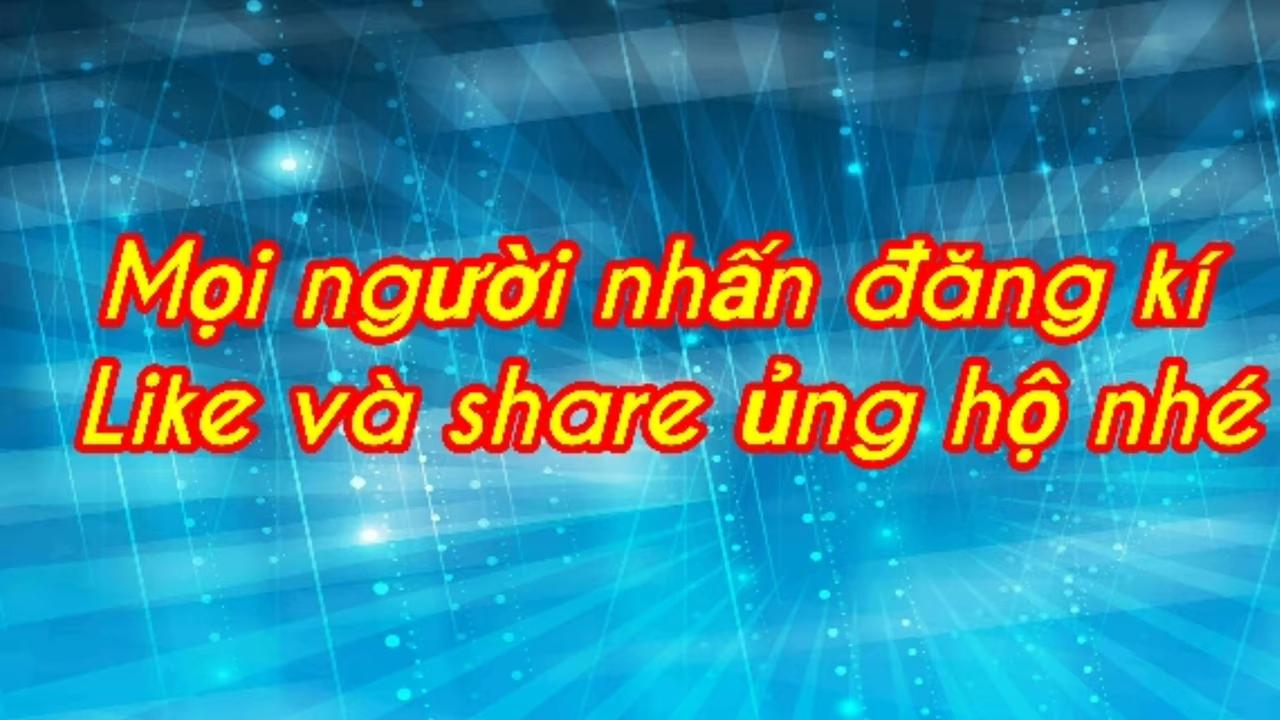 Mọi người nhấn đăng kí
Like và share ủng hộ nhé